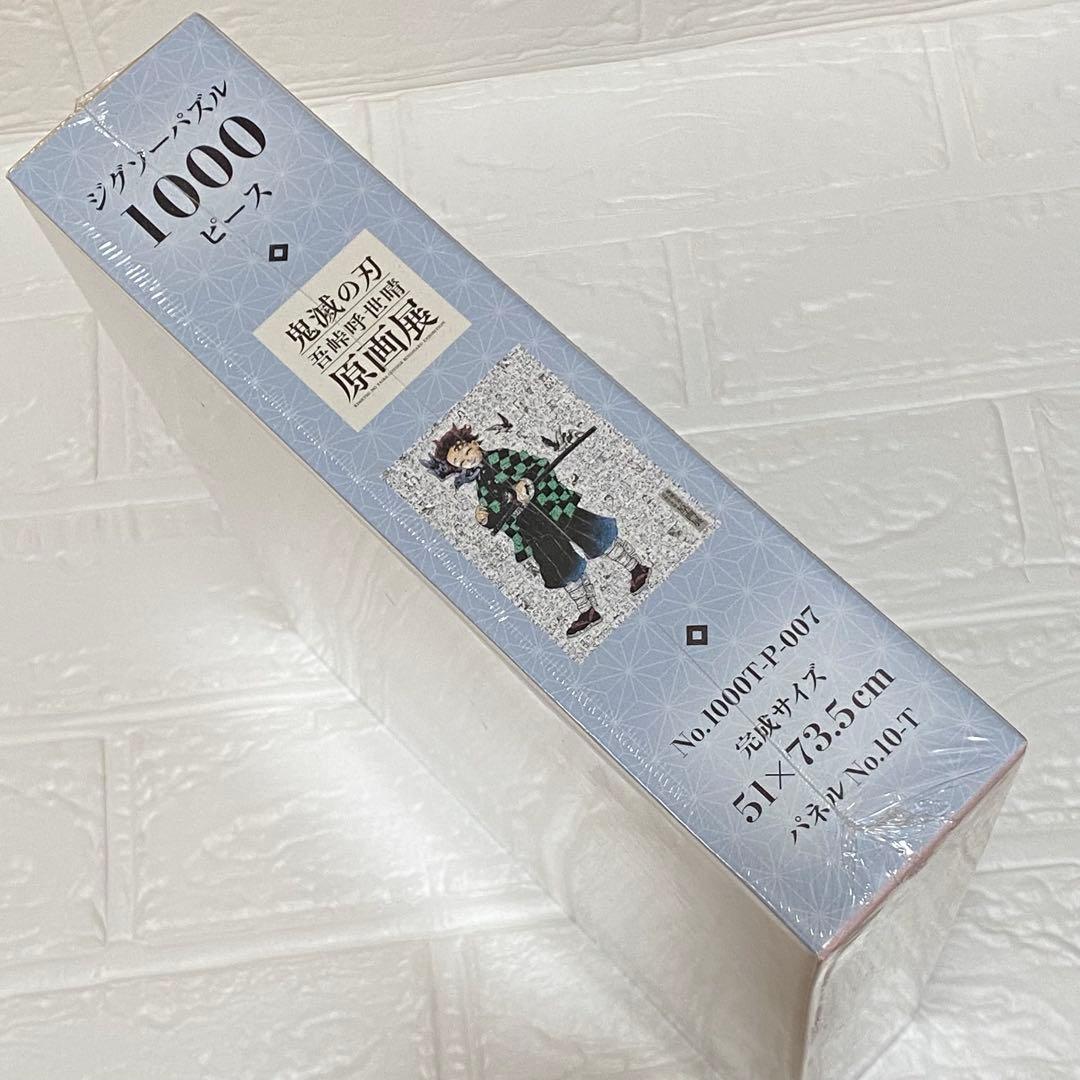 ジグソーパズル
1000
ピース
鬼滅の刃
吾峠呼世晴
原画展
No.1000T-P-007
完成サイズ
51×73.5cm
パネル No.10-T